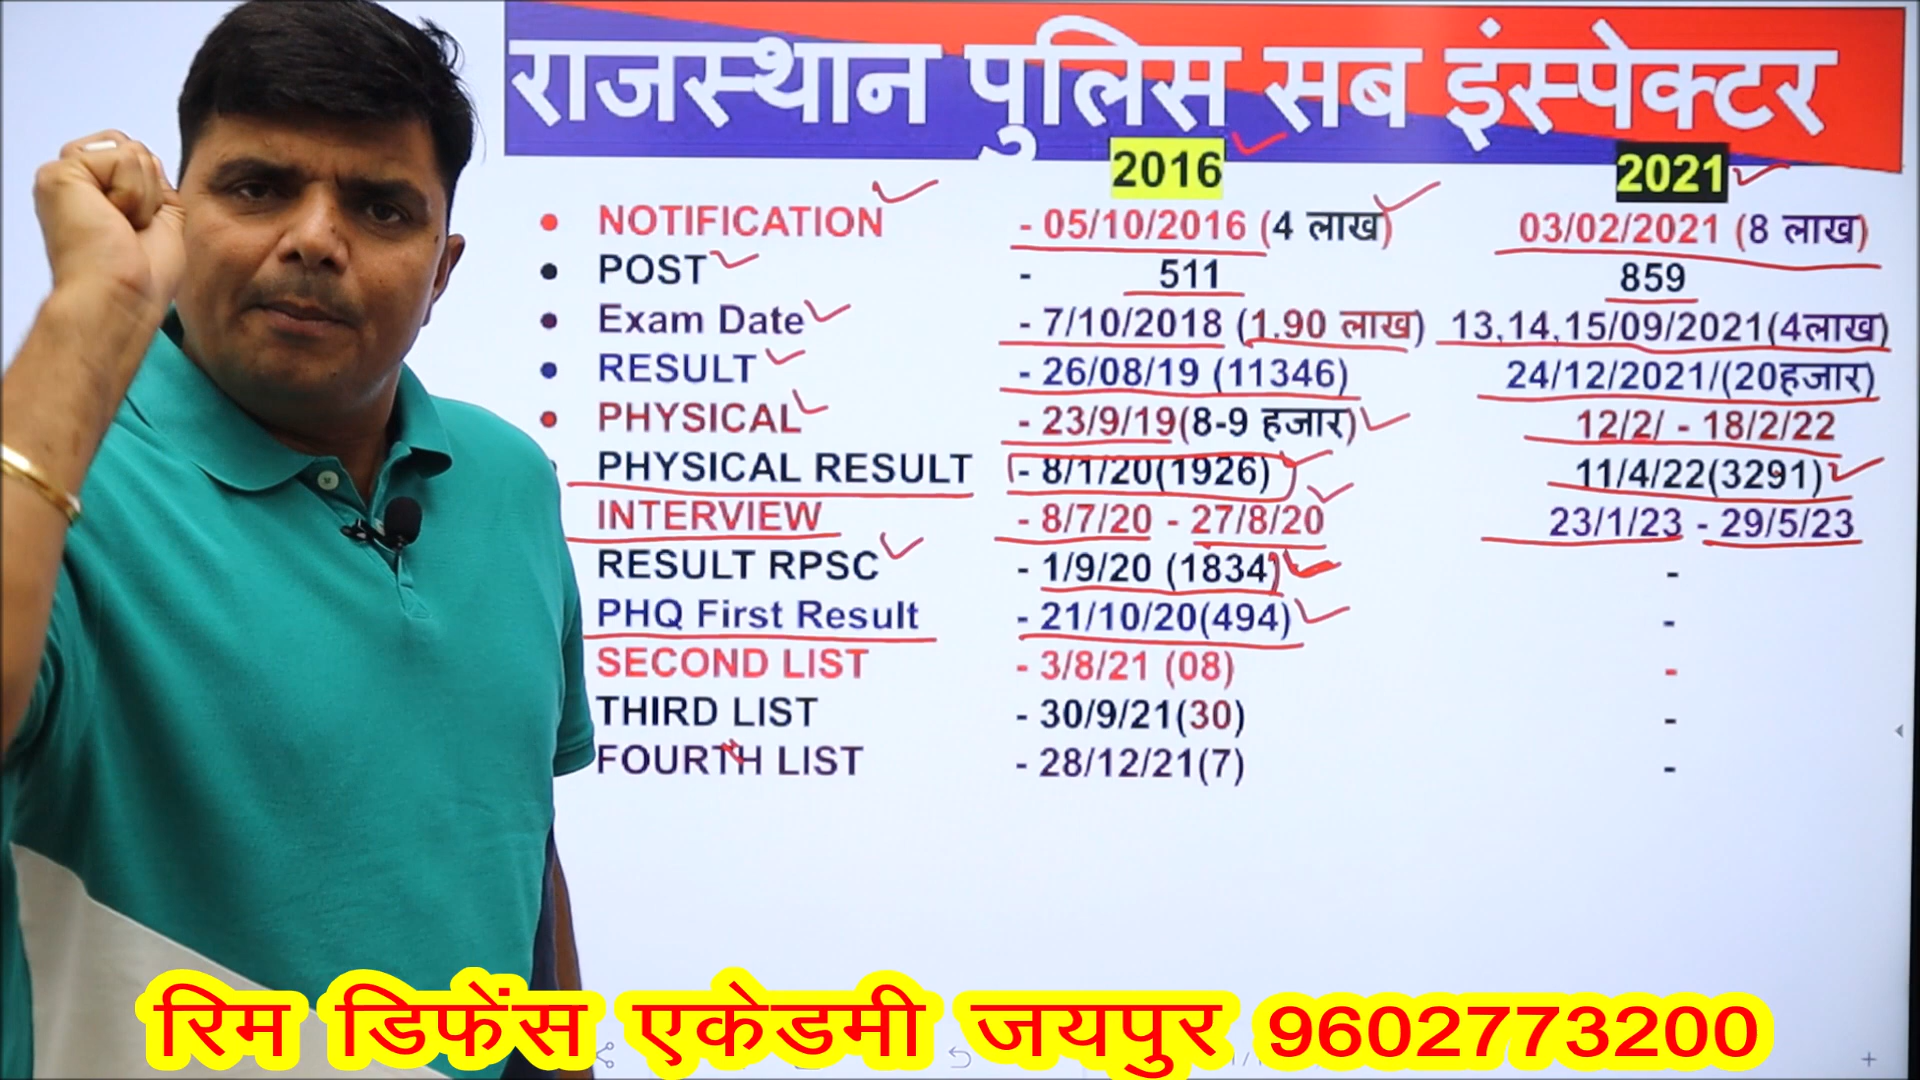 राजस्थान पुलिस सब इंस्पेक्टर
2016 2021
• NOTIFICATION - 05/10/2016 (4 लाख) 03/02/2021 (8 लाख)
• POST - 511 859
• Exam Date - 7/10/2018 (1.90 लाख) 13,14,15/09/2021(4लाख)
• RESULT - 26/08/19 (11346) 24/12/2021/(20हजार)
• PHYSICAL - 23/9/19(8-9 हजार) 12/2/ - 18/2/22
PHYSICAL RESULT - 8/1/20(1926) 11/4/22(3291)
INTERVIEW - 8/7/20 - 27/8/20 23/1/23 - 29/5/23
RESULT RPSC - 1/9/20 (1834) -
PHQ First Result - 21/10/20(494) -
SECOND LIST - 3/8/21 (08) -
THIRD LIST - 30/9/21(30) -
FOURTH LIST - 28/12/21(7) -
रिम डिफेंस एकेडमी जयपुर 9602773200